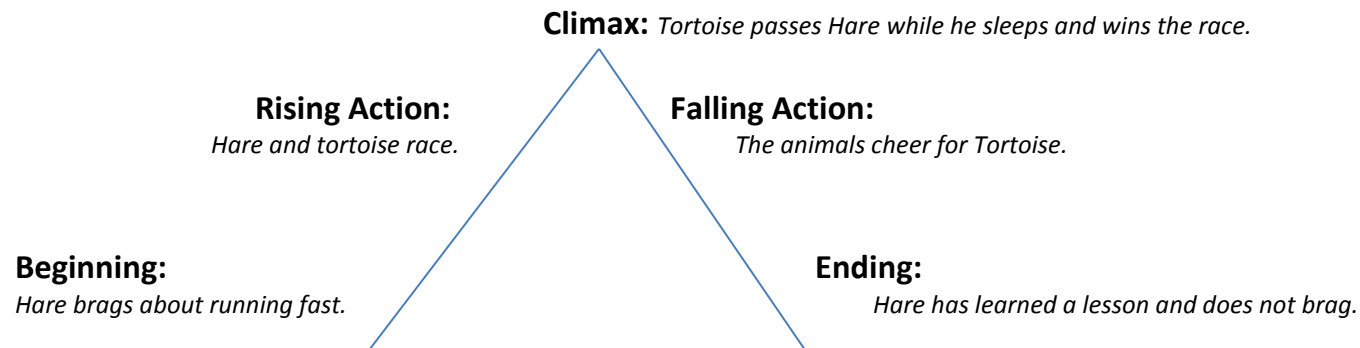 Climax: Tortoise passes Hare while he sleeps and wins the race.
Rising Action:
Hare and tortoise race.
Falling Action:
The animals cheer for Tortoise.
Beginning:
Hare brags about running fast.
Ending:
Hare has learned a lesson and does not brag.